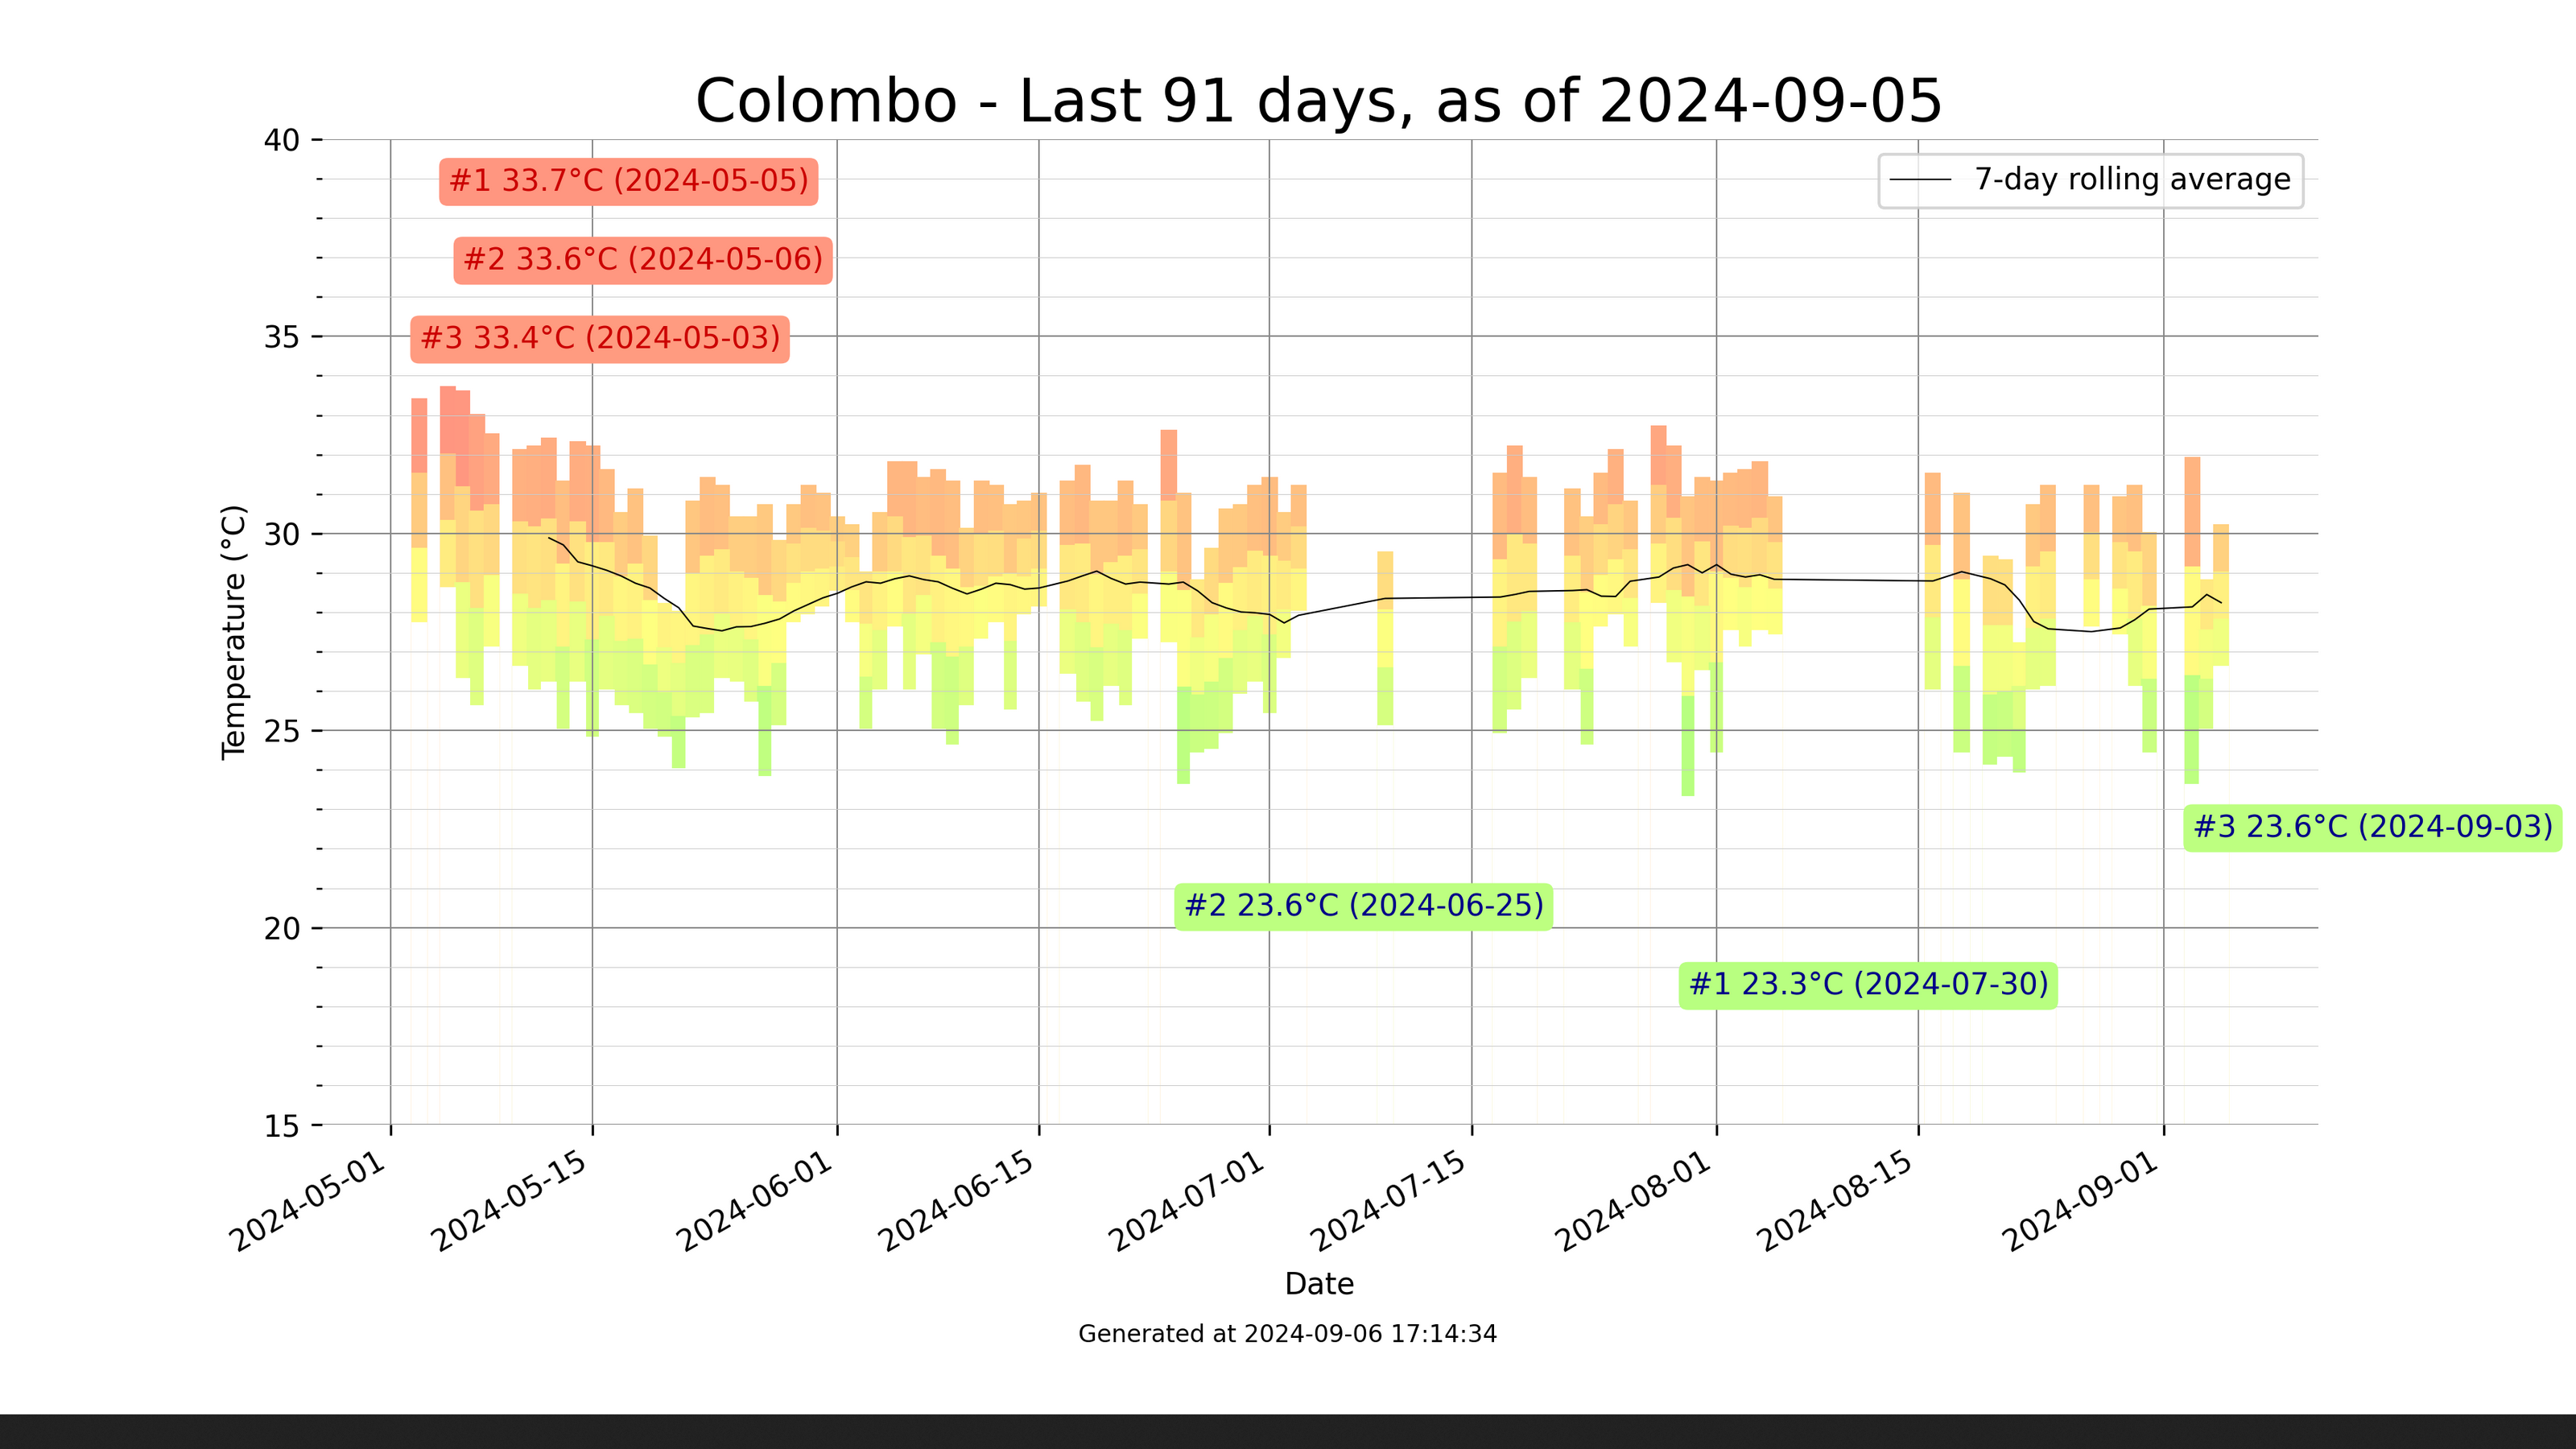 Colombo - Last 91 days, as of 2024-09-05
40
#1 33.7°C (2024-05-05)
7-day rolling average
#2 33.6°C (2024-05-06)
35
#3 33.4°C (2024-05-03)
30
Temperature (°C)
25
#3 23.6°C (2024-09-03)
#2 23.6°C (2024-06-25)
20
#1 23.3°C (2024-07-30)
15
2024-05-01
2024-05-15
2024-06-01
2024-06-15
2024-07-01
2024-07-15
2024-08-01
2024-08-15
2024-09-01
Date
Generated at 2024-09-06 17:14:34